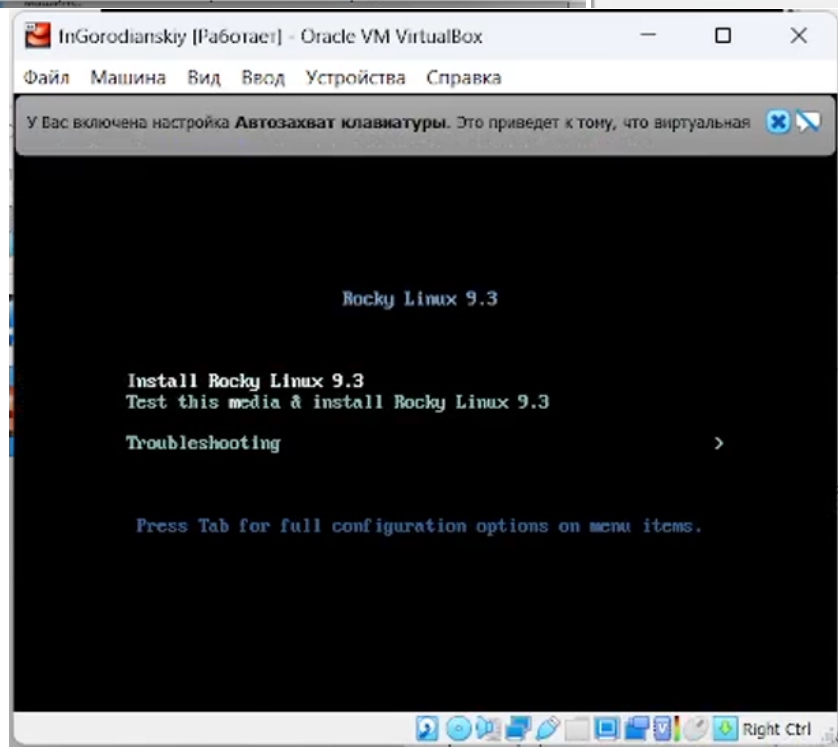 InGorodianskiy [Работает] - Oracle VM VirtualBox
Файл Машина Вид Ввод Устройства Справка
У Вас включена настройка Автозахват клавиатуры. Это приведет к тому, что виртуальная
Rocky Linux 9.3
Install Rocky Linux 9.3
Test this media & install Rocky Linux 9.3
Troubleshooting >
Press Tab for full configuration options on menu items.
Right Ctrl